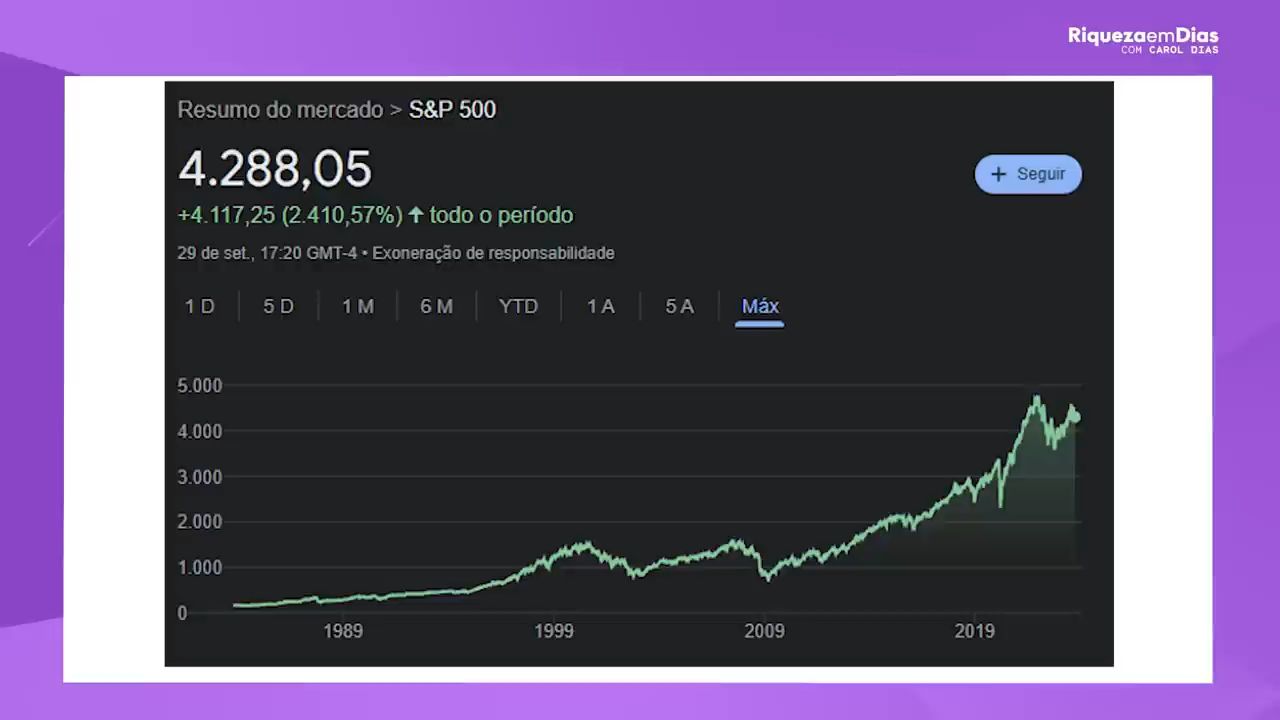 RiquezaemDias
COM CAROL DIAS
Resumo do mercado > S&P 500
4.288,05
+ Seguir
+4.117,25 (2.410,57%) ↑ todo o período
29 de set., 17:20 GMT-4 • Exoneração de responsabilidade
1 D 5 D 1 M 6 M YTD 1 A 5 A Máx
5.000
4.000
3.000
2.000
1.000
0
1989 1999 2009 2019